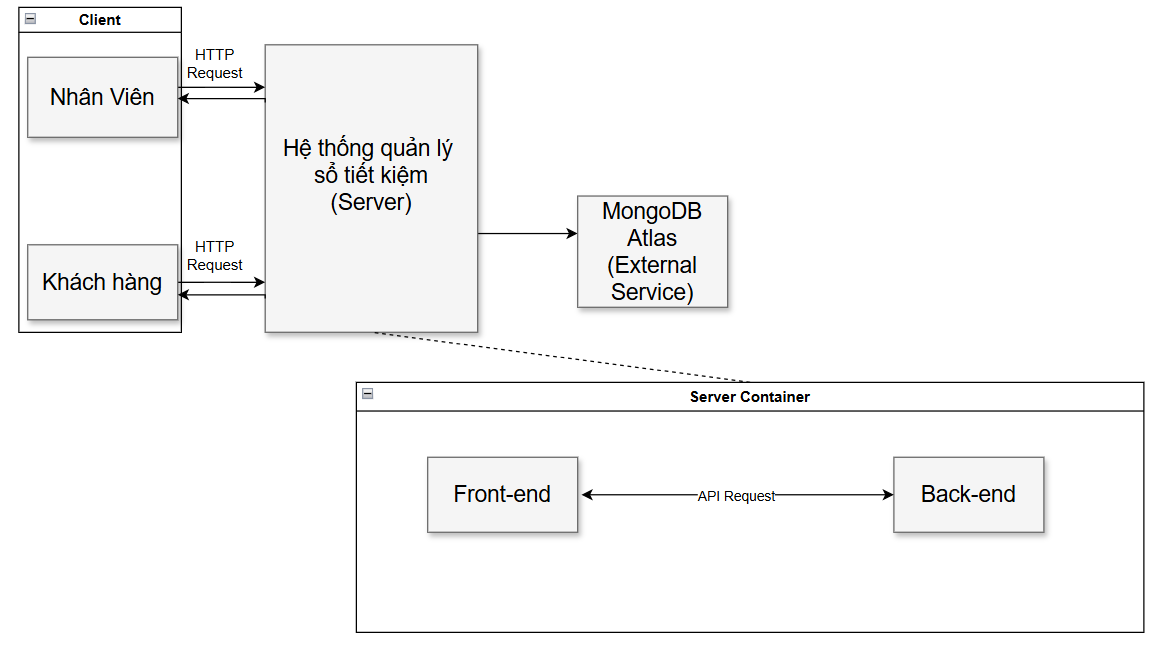 Client
Nhân Viên
HTTP
Request
Hệ thống quản lý
sổ tiết kiệm
(Server)
Khách hàng
HTTP
Request
MongoDB
Atlas
(External
Service)
Server Container
Front-end
API Request
Back-end